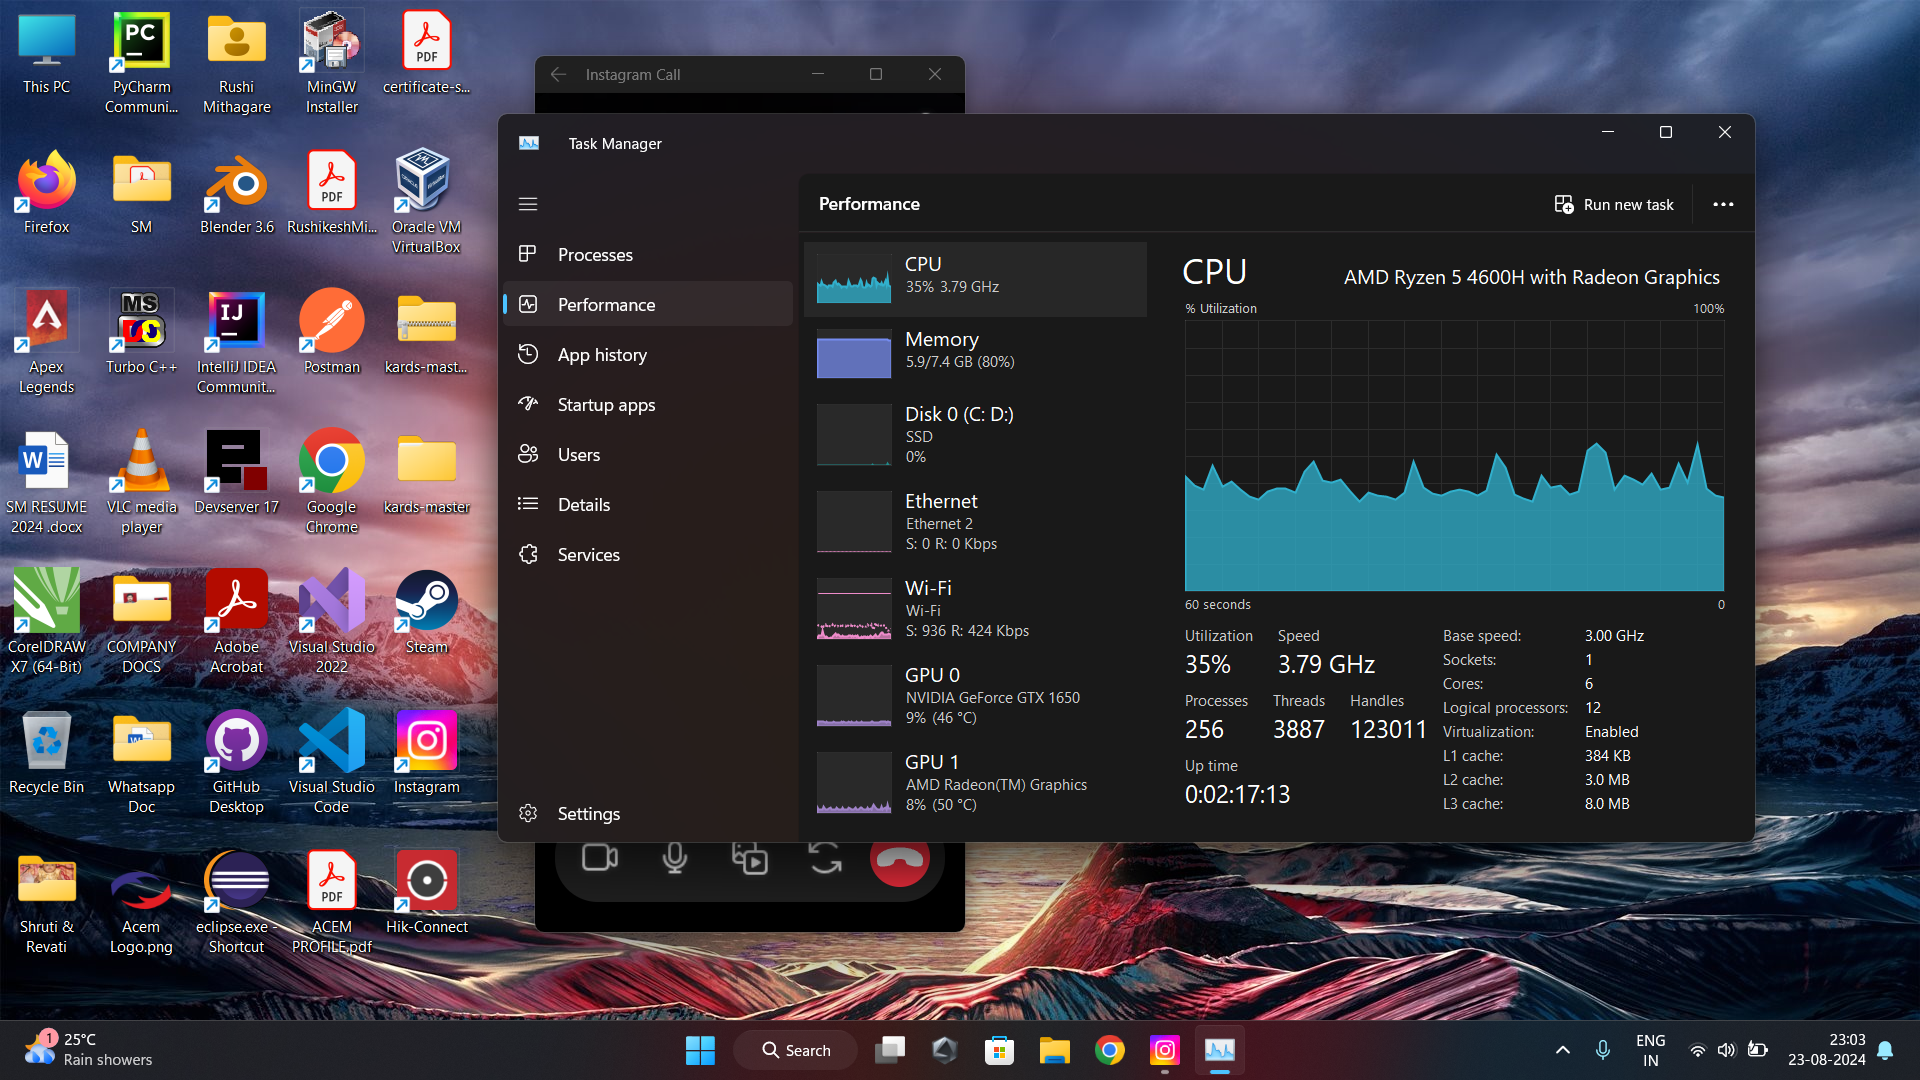 This PC
PyCharm
Communi...
Rushi
Mithagare
MinGW
Installer
certificate-s...
Firefox
SM
Blender 3.6
RushikeshMi...
Oracle VM
VirtualBox
Apex
Legends
Turbo C++
IntelliJ IDEA
Communit...
Postman
kards-mast...
SM RESUME
2024 .docx
VLC media
player
Devserver 17
Google
Chrome
kards-master
CorelDRAW
X7 (64-Bit)
COMPANY
DOCS
Adobe
Acrobat
Visual Studio
2022
Steam
Recycle Bin
Whatsapp
Doc
GitHub
Desktop
Visual Studio
Code
Instagram
Shruti &
Revati
Acem
Logo.png
eclipse.exe -
Shortcut
ACEM
PROFILE.pdf
Hik-Connect
PC
PDF
PDF
MS
DOS
IJ
W
PDF
Instagram Call
Task Manager
Processes
Performance
App history
Startup apps
Users
Details
Services
Settings
Performance
Run new task
CPU
35% 3.79 GHz
Memory
5.9/7.4 GB (80%)
Disk 0 (C: D:)
SSD
0%
Ethernet
Ethernet 2
S: 0 R: 0 Kbps
Wi-Fi
Wi-Fi
S: 936 R: 424 Kbps
GPU 0
NVIDIA GeForce GTX 1650
9% (46 °C)
GPU 1
AMD Radeon(TM) Graphics
8% (50 °C)
CPU
AMD Ryzen 5 4600H with Radeon Graphics
% Utilization
100%
60 seconds
0
Utilization
35%
Speed
3.79 GHz
Processes
256
Threads
3887
Handles
123011
Up time
0:02:17:13
Base speed: 3.00 GHz
Sockets: 1
Cores: 6
Logical processors: 12
Virtualization: Enabled
L1 cache: 384 KB
L2 cache: 3.0 MB
L3 cache: 8.0 MB
1
25°C
Rain showers
Search
ENG
IN
23:03
23-08-2024